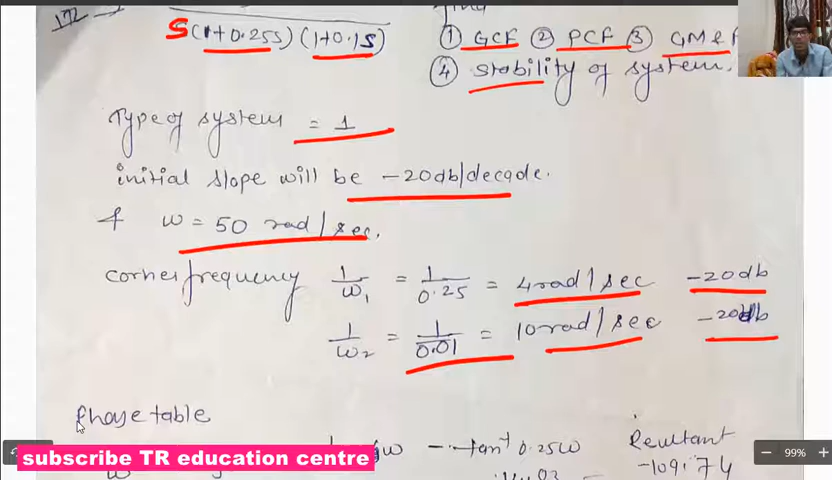 172
S(1+0.25S)(1+0.1S)
① GCF ② PCF ③ GM &
④ stability of system.
Type of system = 1
initial slope will be -20db/decade.
& w = 50 rad/sec.
corner frequency 1/ω1 = 1/0.25 = 4rad/sec -20db
1/ω2 = 1/0.01 = 10rad/sec -20db
Phase table
-tan⁻¹ 0.25ω Resultant
-109.74
subscribe TR education centre
99%